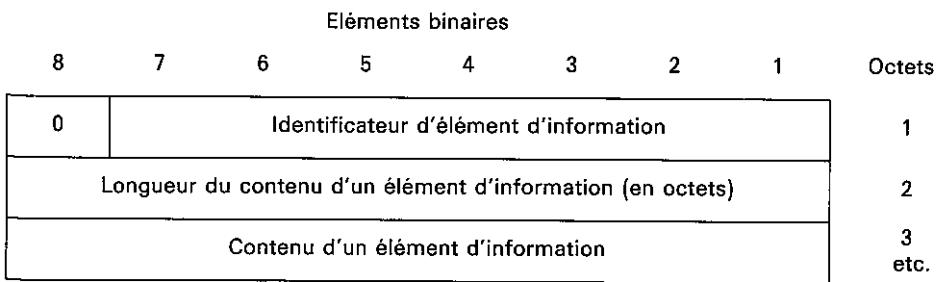 Eléments binaires
8 7 6 5 4 3 2 1 Octets
0 Identificateur d'élément d'information 1
Longueur du contenu d'un élément d'information (en octets) 2
Contenu d'un élément d'information 3
etc.